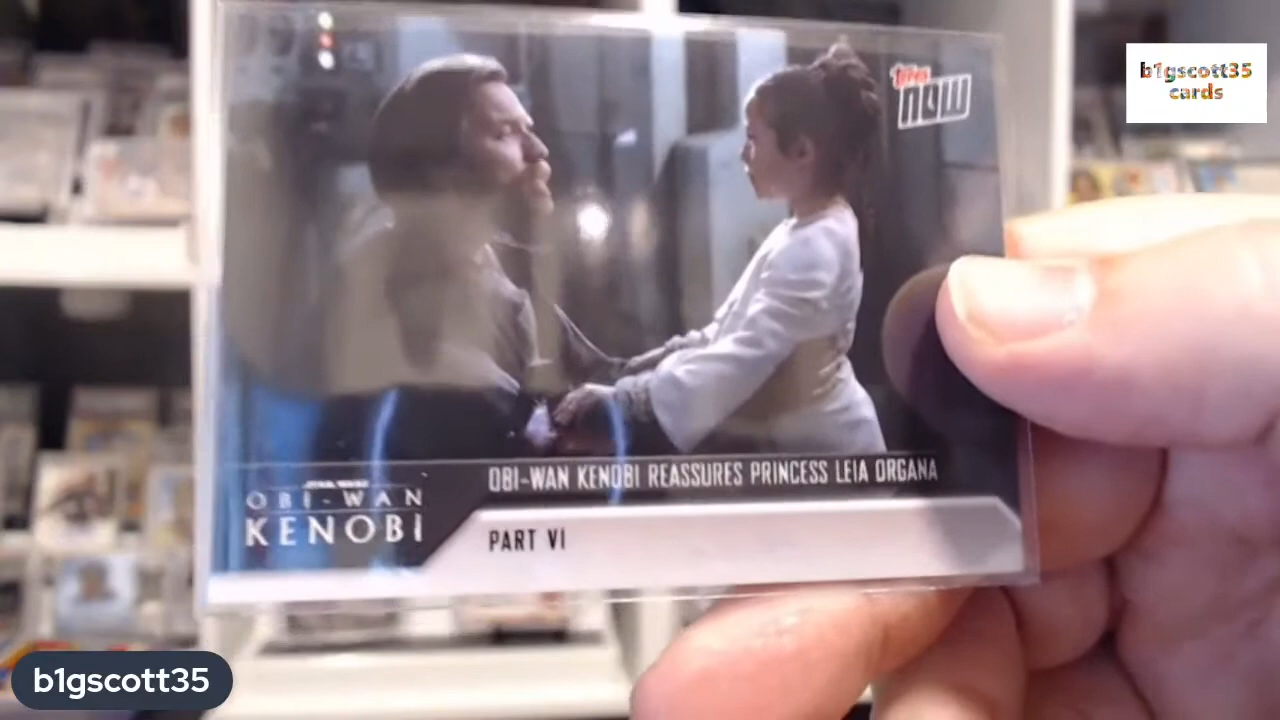 b1gscott35
cards
Topps
NOW
OBI-WAN KENOBI REASSURES PRINCESS LEIA ORGANA
STAR WARS
OBI-WAN
KENOBI
PART VI
b1gscott35